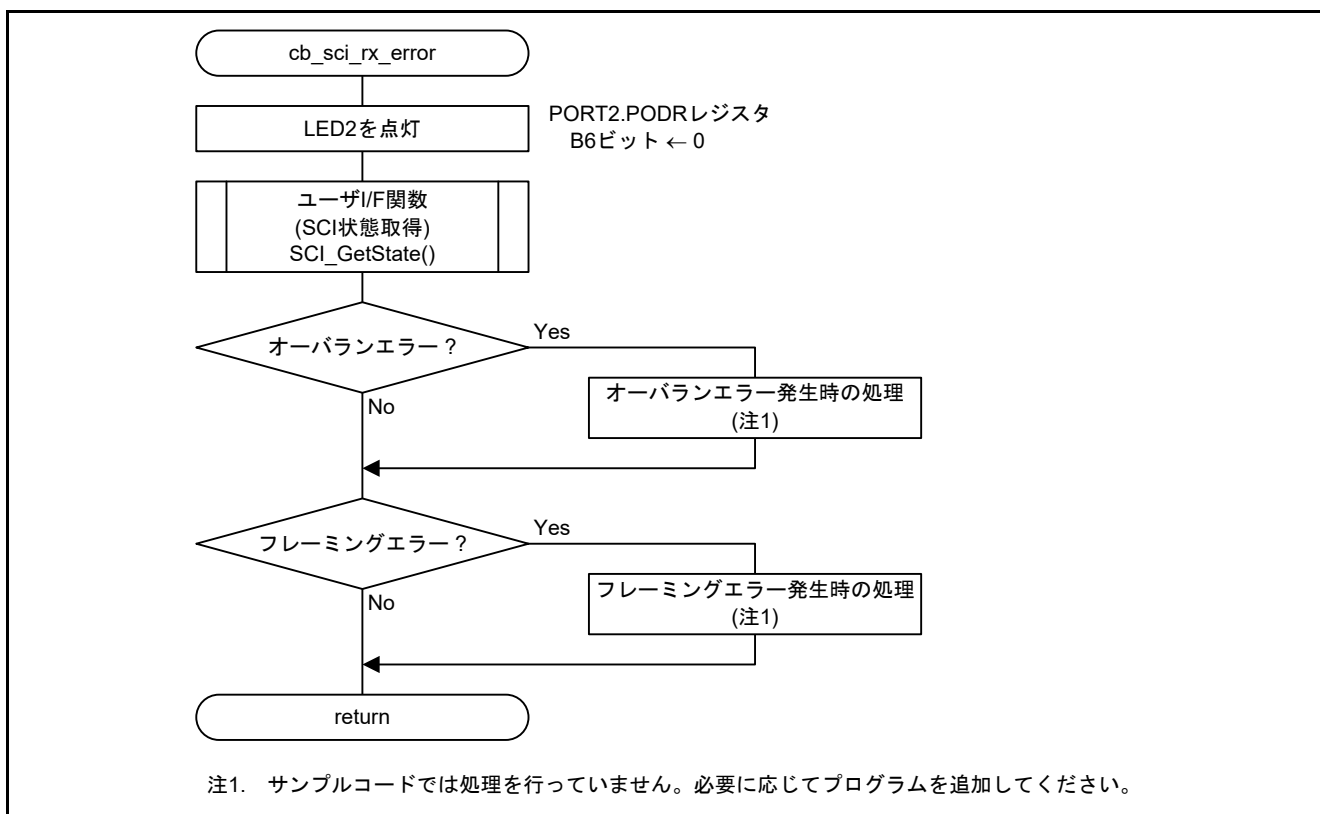 cb_sci_rx_error
LED2を点灯
PORT2.PODRレジスタ
B6ビット ← 0
ユーザI/F関数
(SCI状態取得)
SCI_GetState()
オーバランエラー？
Yes
オーバランエラー発生時の処理
(注1)
No
フレーミングエラー？
Yes
フレーミングエラー発生時の処理
(注1)
No
return
注1. サンプルコードでは処理を行っていません。必要に応じてプログラムを追加してください。